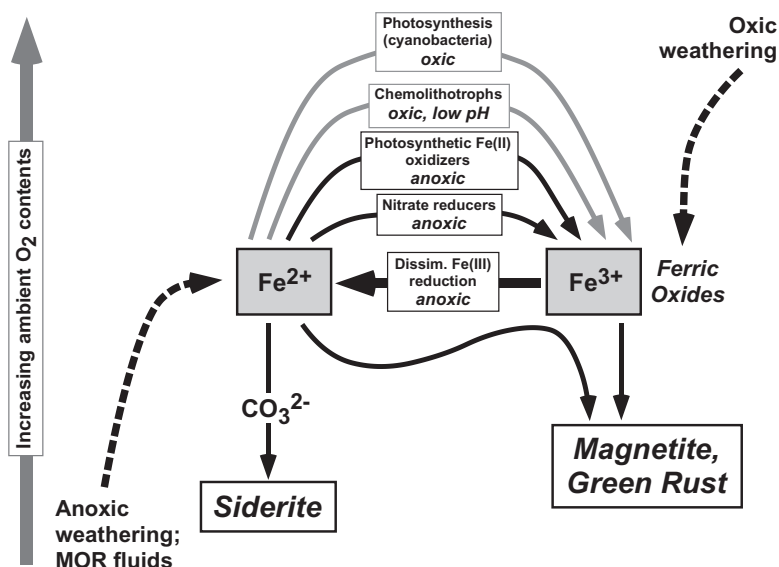 Photosynthesis
(cyanobacteria)
oxic
Oxic
weathering
Chemolithotrophs
oxic, low pH
Photosynthetic Fe(II)
oxidizers
anoxic
Nitrate reducers
anoxic
Increasing ambient O2 contents
Fe2+
Dissim. Fe(III)
reduction
anoxic
Fe3+
Ferric
Oxides
CO3 2-
Magnetite,
Green Rust
Siderite
Anoxic
weathering;
MOR fluids